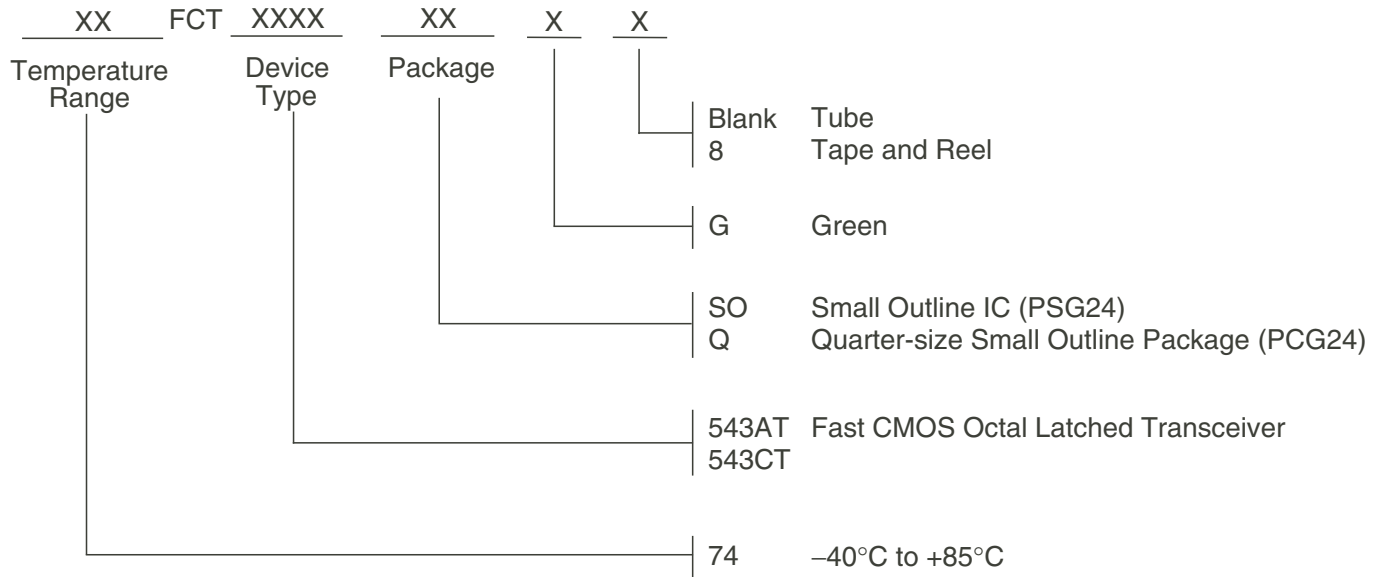 XX FCT XXXX XX X X
Temperature Range
Device Type
Package
Blank Tube
8 Tape and Reel
G Green
SO Small Outline IC (PSG24)
Q Quarter-size Small Outline Package (PCG24)
543AT Fast CMOS Octal Latched Transceiver
543CT
74 –40°C to +85°C